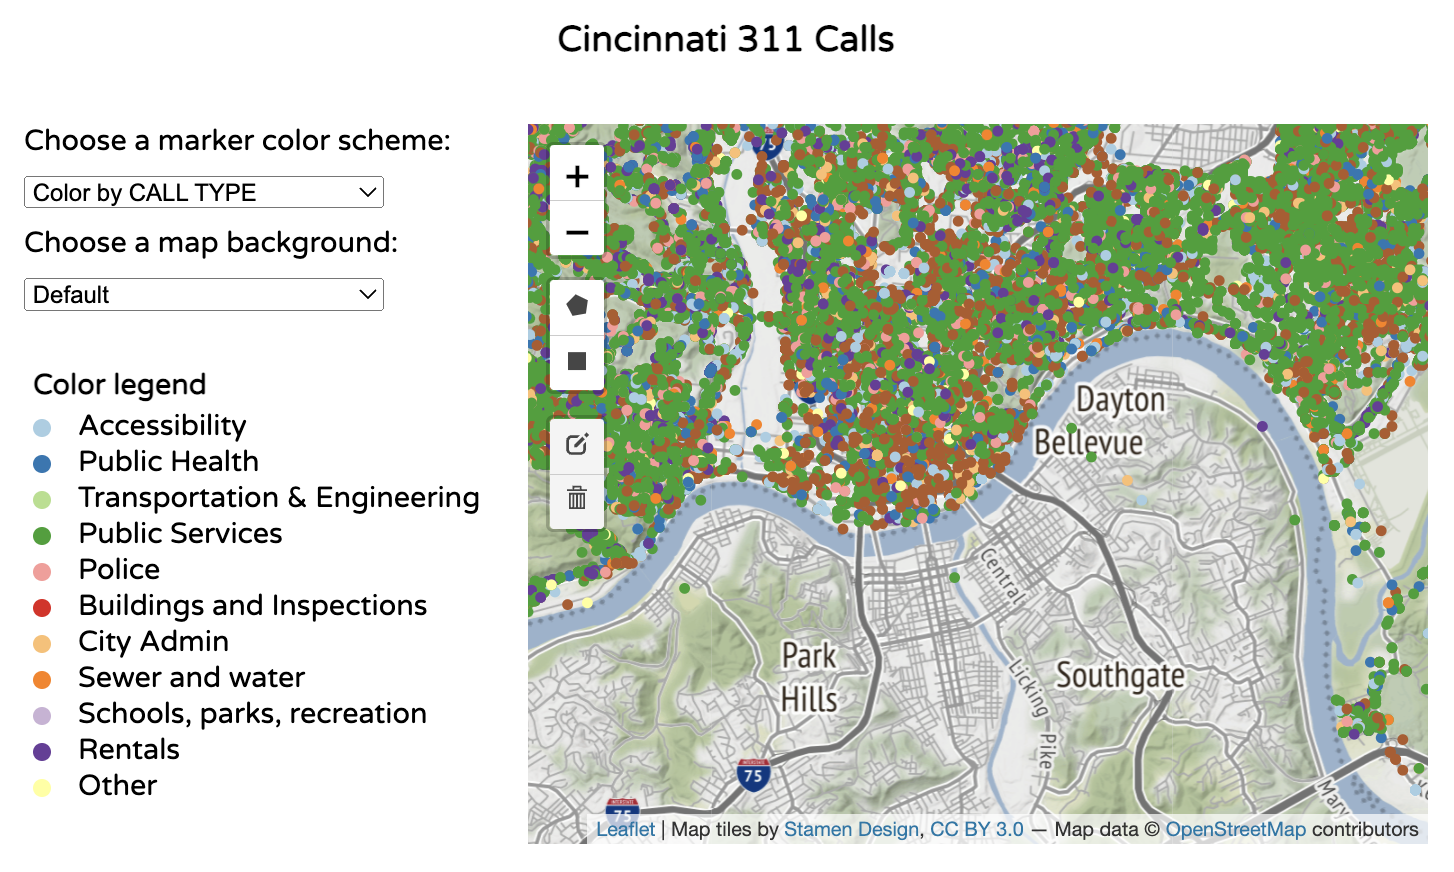 Cincinnati 311 Calls
Choose a marker color scheme:
Color by CALL TYPE
Choose a map background:
Default
Color legend
Accessibility
Public Health
Transportation & Engineering
Public Services
Police
Buildings and Inspections
City Admin
Sewer and water
Schools, parks, recreation
Rentals
Other
+
−
Dayton
Bellevue
Central
Park
Hills
Southgate
Licking Pike
75
75
Mary
Leaflet | Map tiles by Stamen Design, CC BY 3.0 — Map data © OpenStreetMap contributors